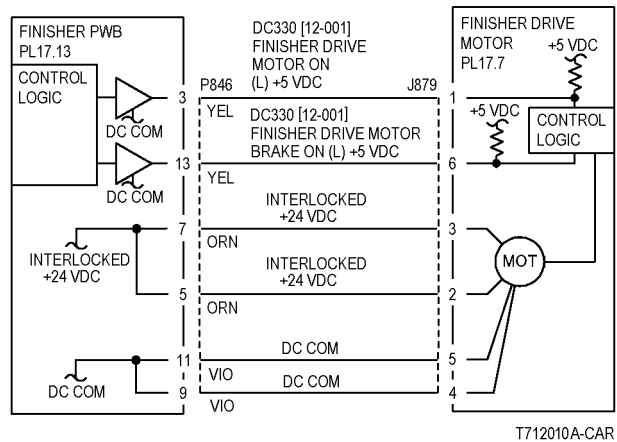 FINISHER PWB
PL17.13
CONTROL
LOGIC
DC COM
DC COM
INTERLOCKED
+24 VDC
DC COM
3
13
7
5
11
9
P846
J879
DC330 [12-001]
FINISHER DRIVE
MOTOR ON
(L) +5 VDC
YEL
DC330 [12-001]
FINISHER DRIVE MOTOR
BRAKE ON (L) +5 VDC
YEL
INTERLOCKED
+24 VDC
ORN
INTERLOCKED
+24 VDC
ORN
DC COM
VIO
DC COM
VIO
1
6
3
2
5
4
FINISHER DRIVE
MOTOR
PL17.7
+5 VDC
+5 VDC
CONTROL
LOGIC
MOT
T712010A-CAR